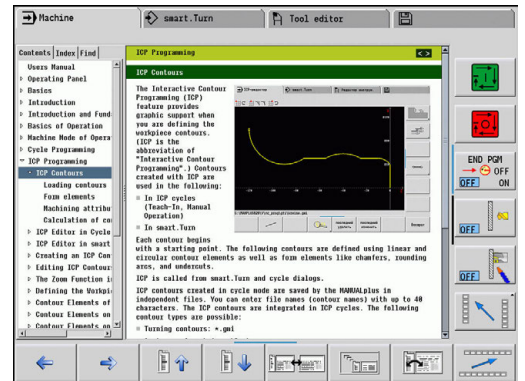 Machine
smart.Turn
Tool editor
Contents Index Find
ICP Programming
Users Manual
Operating Panel
Basics
Introduction
Introduction and Fund
Basics of Operation
Machine Mode of Opera
Cycle Programming
ICP Programming
ICP Contours
Loading contours
Form elements
Machining attribu
Calculation of co
ICP Editor in Cycle
ICP Editor in smart
Creating an ICP Con
Editing ICP Contour
The Zoom Function i
Defining the Workpi
Contour Elements of
Contour Elements on
Contour Elements on
ICP Contours
The Interactive Contour
Programming (ICP)
feature provides
graphic support when
you are defining the
workpiece contours.
(ICP is the
abbreviation of
"Interactive Contour
Programming".) Contours
created with ICP are
used in the following:
In ICP cycles
(Teach-In, Manual
Operation)
In smart.Turn
Each contour begins
with a starting point. The following contours are defined using linear and
circular contour elements as well as form elements like chamfers, rounding
arcs, and undercuts.
ICP is called from smart.Turn and cycle dialogs.
ICP contours created in cycle mode are saved by the MANUALplus in
independent files. You can enter file names (contour names) with up to 40
characters. The ICP contours are integrated in ICP cycles. The following
contour types are possible:
Turning contours: *.gmi
smart.Turn
END PGM
OFF
OFF ON
OFF
OFF